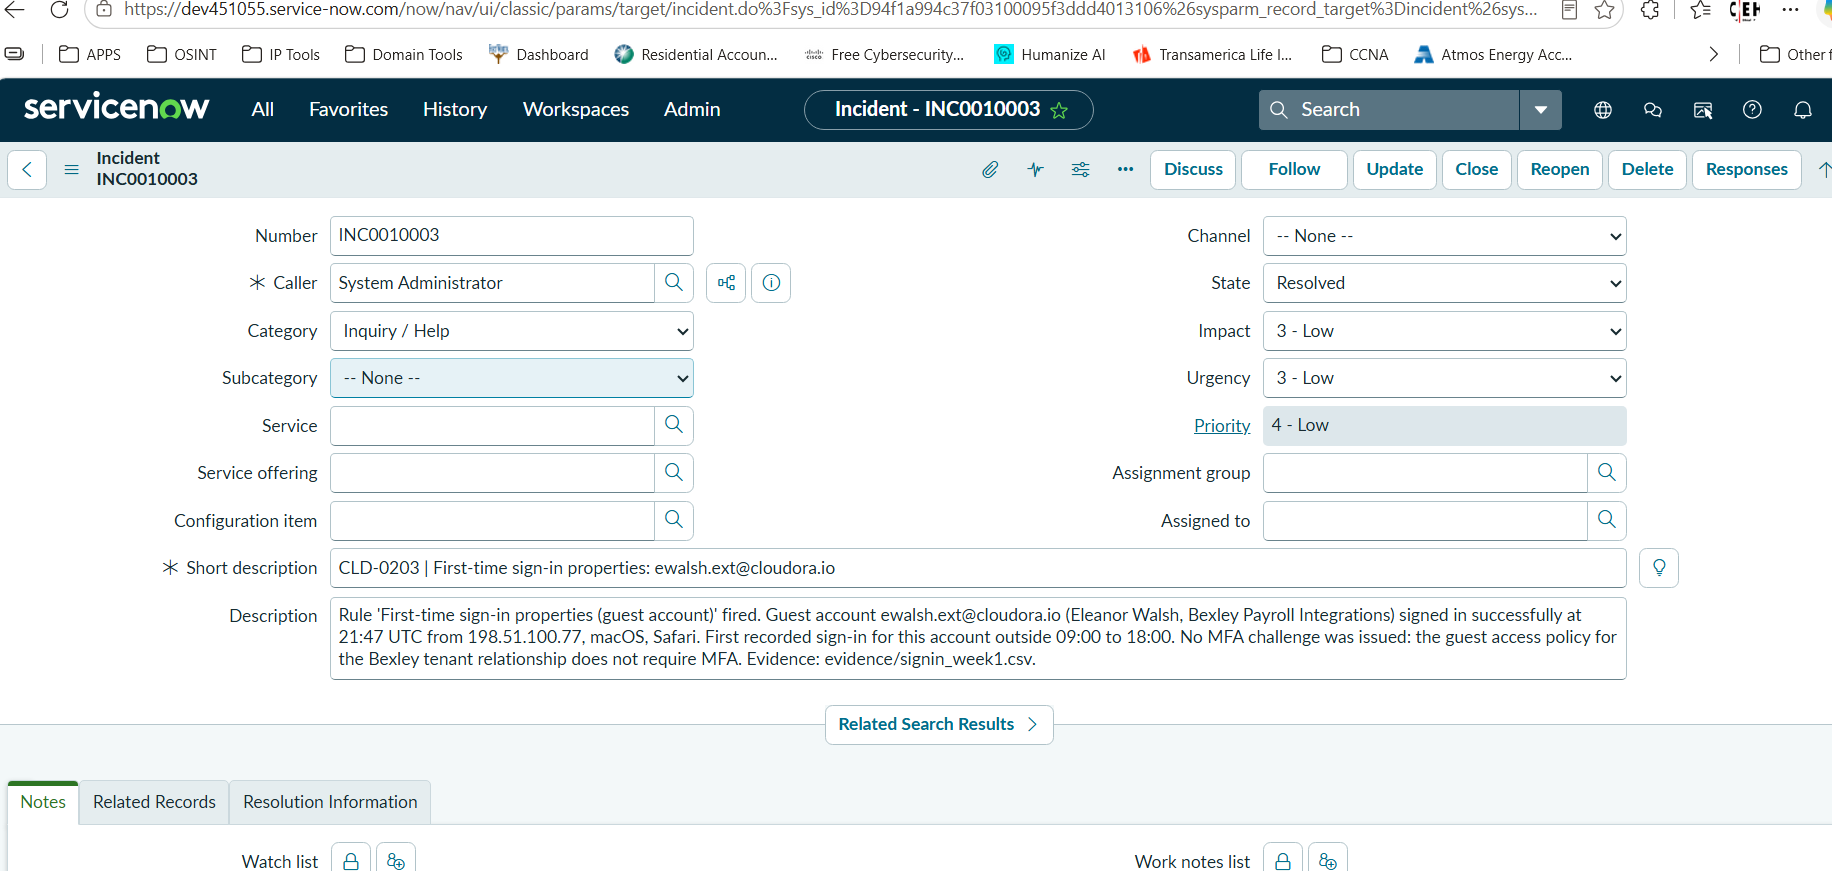 https://dev451055.service-now.com/now/nav/ui/classic/params/target/incident.do%3Fsys_id%3D94f1a994c37f03100095f3ddd4013106%26sysparm_record_target%3Dincident%26sys...
APPS OSINT IP Tools Domain Tools Dashboard Residential Accoun... Free Cybersecurity... Humanize AI Transamerica Life I... CCNA Atmos Energy Acc... Other f
servicenow All Favorites History Workspaces Admin Incident - INC0010003 Search
Incident
INC0010003
Discuss Follow Update Close Reopen Delete Responses
Number INC0010003 Channel -- None --
Caller System Administrator State Resolved
Category Inquiry / Help Impact 3 - Low
Subcategory -- None -- Urgency 3 - Low
Service Priority 4 - Low
Service offering Assignment group
Configuration item Assigned to
Short description CLD-0203 | First-time sign-in properties: ewalsh.ext@cloudora.io
Description Rule 'First-time sign-in properties (guest account)' fired. Guest account ewalsh.ext@cloudora.io (Eleanor Walsh, Bexley Payroll Integrations) signed in successfully at
21:47 UTC from 198.51.100.77, macOS, Safari. First recorded sign-in for this account outside 09:00 to 18:00. No MFA challenge was issued: the guest access policy for
the Bexley tenant relationship does not require MFA. Evidence: evidence/signin_week1.csv.
Related Search Results
Notes Related Records Resolution Information
Watch list Work notes list